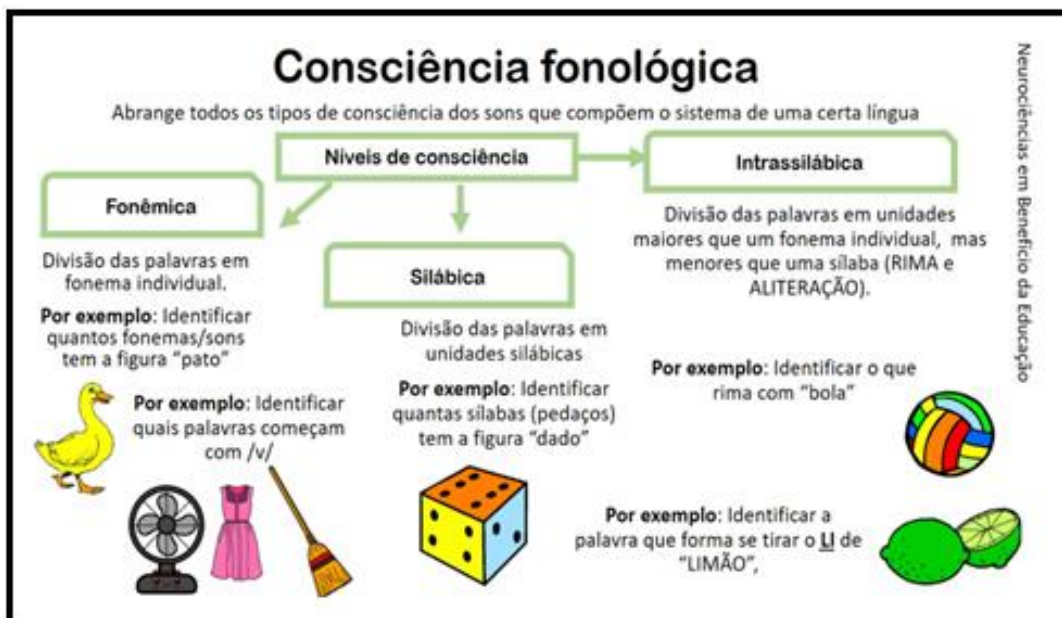 Consciência fonológica
Abrange todos os tipos de consciência dos sons que compõem o sistema de uma certa língua
Níveis de consciência
Fonêmica
Divisão das palavras em
fonema individual.
Por exemplo: Identificar
quantos fonemas/sons
tem a figura “pato”
Por exemplo: Identificar
quais palavras começam
com /v/
Silábica
Divisão das palavras em
unidades silábicas
Por exemplo: Identificar
quantas sílabas (pedaços)
tem a figura “dado”
Intrassilábica
Divisão das palavras em unidades
maiores que um fonema individual, mas
menores que uma sílaba (RIMA e
ALITERAÇÃO).
Por exemplo: Identificar o que
rima com “bola”
Por exemplo: Identificar a
palavra que forma se tirar o LI de
“LIMÃO”,
Neurociências em Benefício da Educação